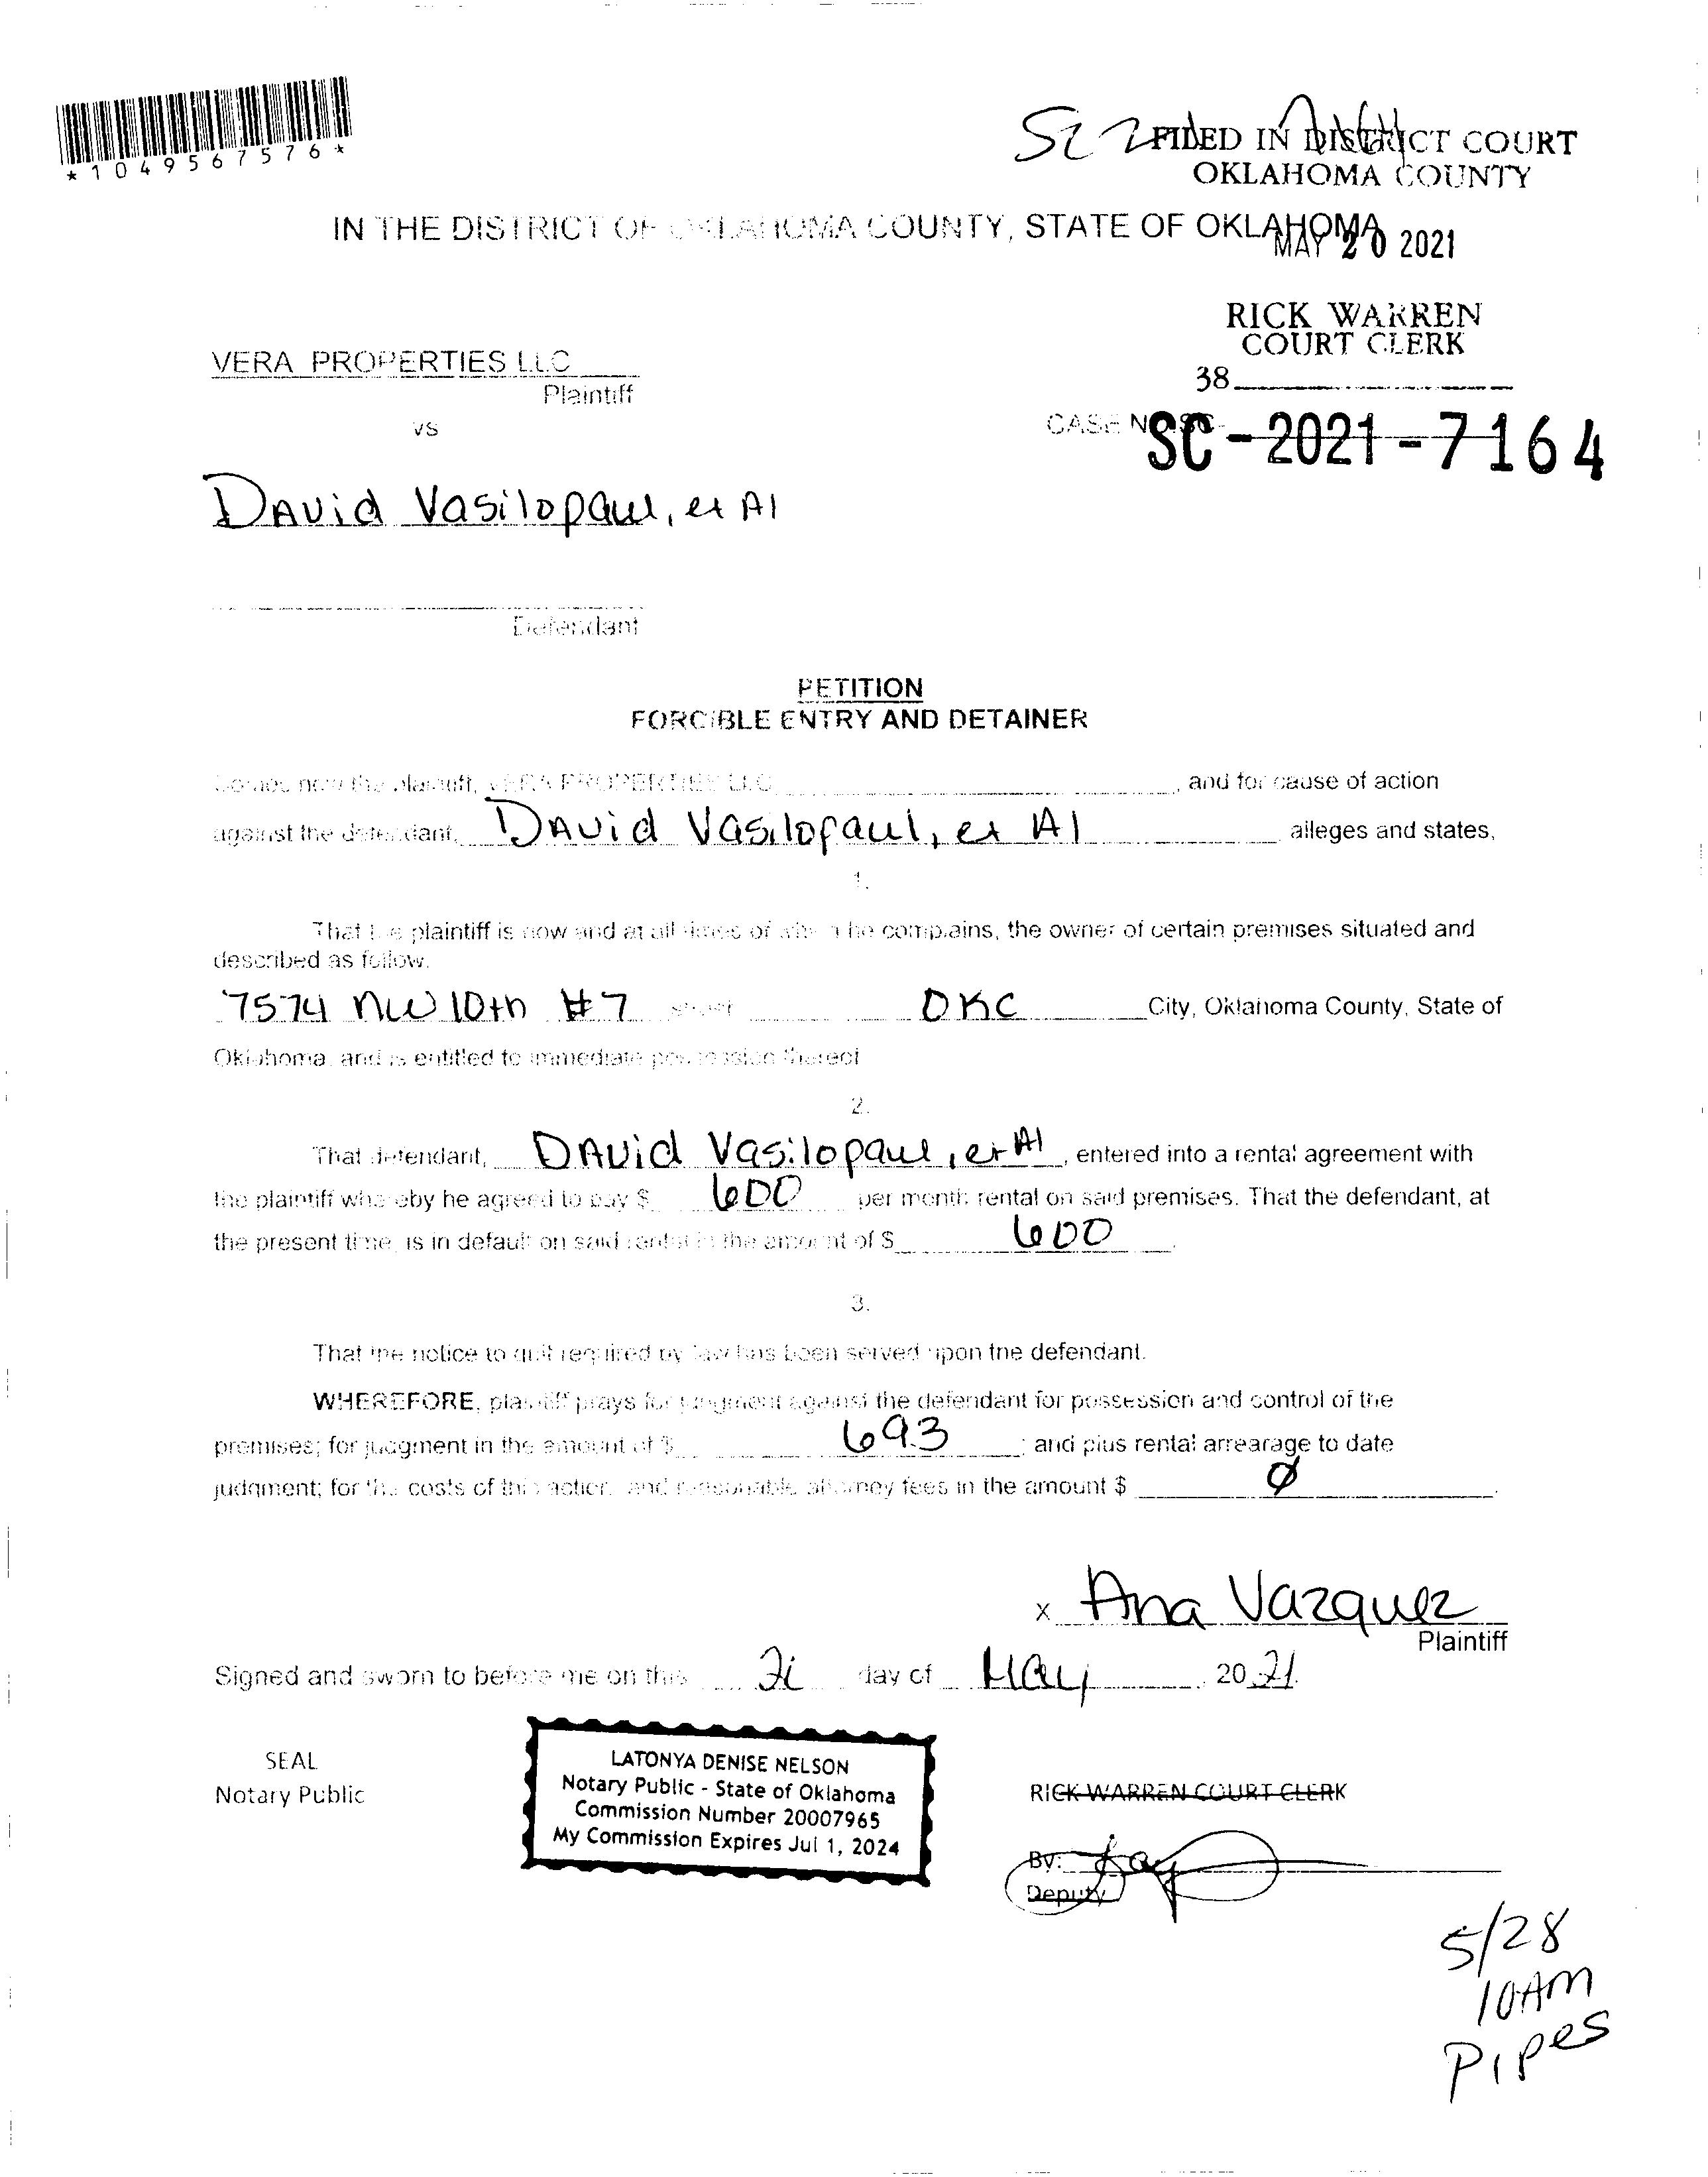 *1049567576*
FILED IN DISTRICT COURT
OKLAHOMA COUNTY
IN THE DISTRICT OF OKLAHOMA COUNTY, STATE OF OKLAHOMA
MAY 20 2021
RICK WARREN
COURT CLERK
38
VERA PROPERTIES LLC
Plaintiff
vs
CASE NO. SC-
SC-2021-7164
David Vasilopaul, et Al
Defendant
PETITION
FORCIBLE ENTRY AND DETAINER
Comes now the plaintiff, VERA PROPERTIES LLC, and for cause of action
against the defendant, David Vasilopaul, et Al alleges and states,
1.
That the plaintiff is now and at all times of which he complains, the owner of certain premises situated and
described as follow.
7574 NW 10th #7 street OKC City, Oklahoma County, State of
Oklahoma, and is entitled to immediate possession thereof
2.
That defendant, David Vasilopaul, et Al, entered into a rental agreement with
the plaintiff whereby he agreed to pay $ 600 per month rental on said premises. That the defendant, at
the present time, is in default on said rental in the amount of $ 600.
3.
That the notice to quit required by law has been served upon the defendant.
WHEREFORE, plaintiff prays for judgment against the defendant for possession and control of the
premises; for judgment in the amount of $ 693; and plus rental arrearage to date
judgment; for the costs of this action, and reasonable attorney fees in the amount $ Ø.
x Ana Vazquez
Plaintiff
Signed and sworn to before me on this day of May, 2021.
SEAL
Notary Public
LATONYA DENISE NELSON
Notary Public - State of Oklahoma
Commission Number 20007965
My Commission Expires Jul 1, 2024
RICK WARREN COURT CLERK
By:
Deputy
5/28
10AM
Pipes